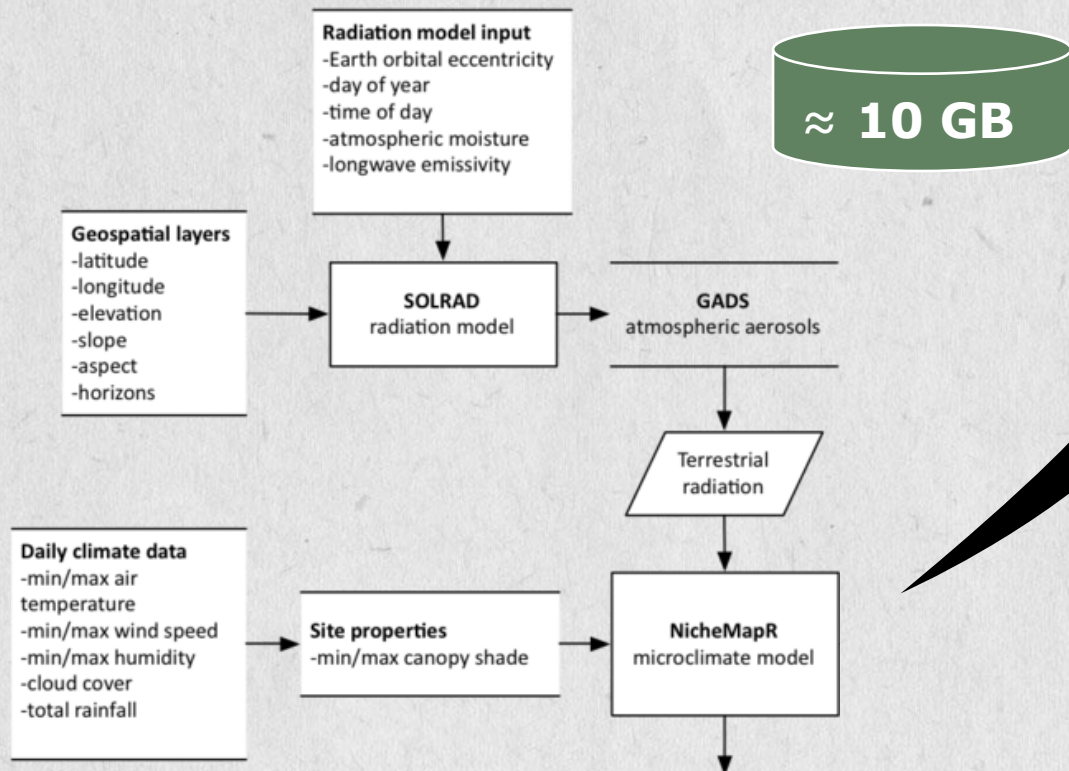 Radiation model input
-Earth orbital eccentricity
-day of year
-time of day
-atmospheric moisture
-longwave emissivity
≈ 10 GB
Geospatial layers
-latitude
-longitude
-elevation
-slope
-aspect
-horizons
SOLRAD
radiation model
GADS
atmospheric aerosols
Terrestrial
radiation
Daily climate data
-min/max air
temperature
-min/max wind speed
-min/max humidity
-cloud cover
-total rainfall
Site properties
-min/max canopy shade
NicheMapR
microclimate model